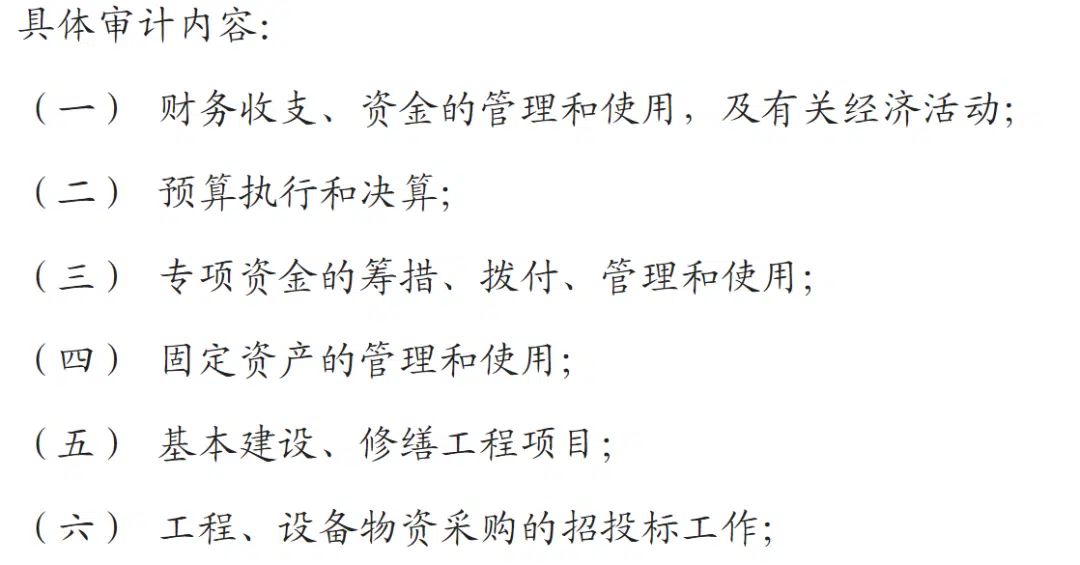 具体审计内容：
（一） 财务收支、资金的管理和使用，及有关经济活动；
（二） 预算执行和决算；
（三） 专项资金的筹措、拨付、管理和使用；
（四） 固定资产的管理和使用；
（五） 基本建设、修缮工程项目；
（六） 工程、设备物资采购的招投标工作；